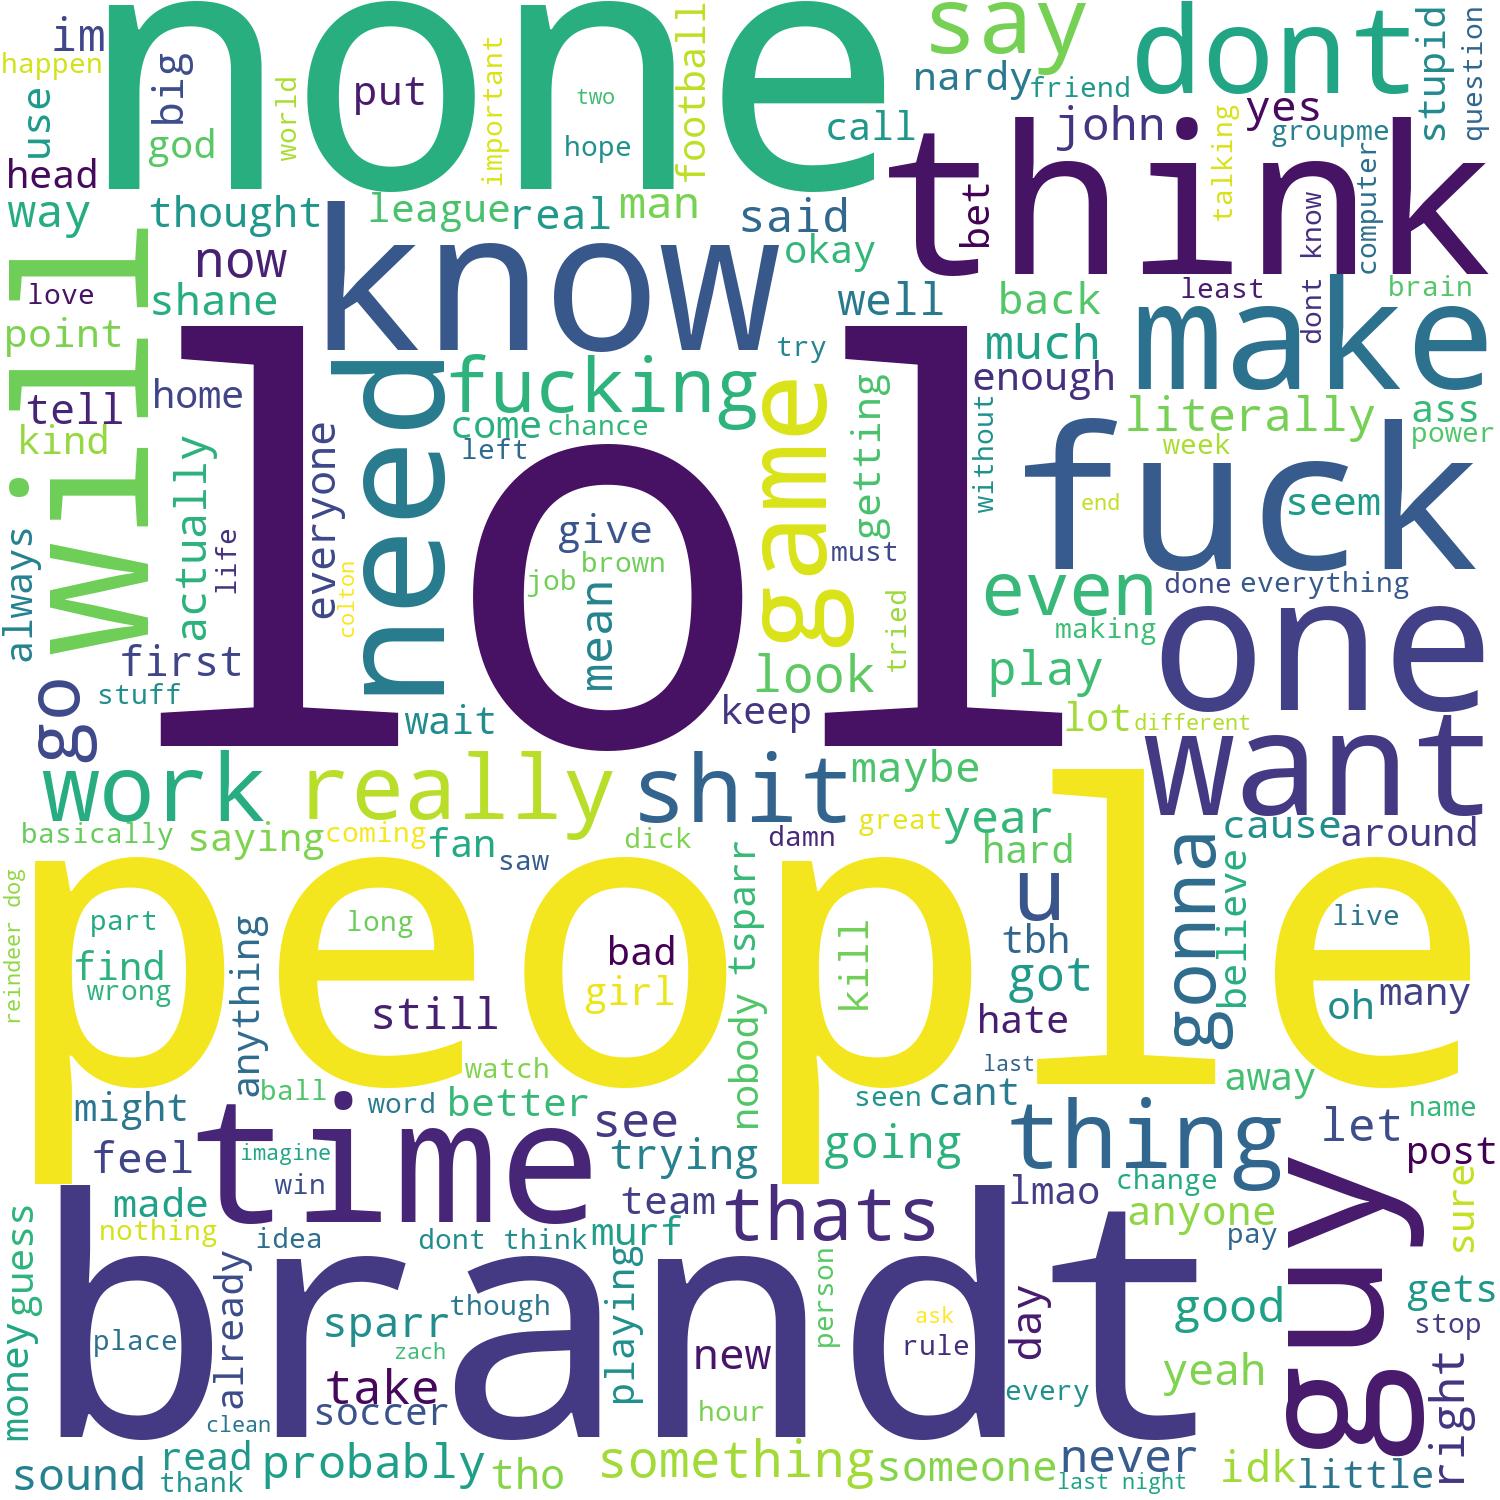 none
say
dont
im
happen
big
put
two
hope
world
important
football
nardy
friend
stupid
question
use
god
call
john
yes
groupme
talking
head
think
way
thought
league
real
man
said
bet
okay
dont know
computer
now
know
will
love
shane
well
back
least
brain
point
try
much
make
tell
home
need
fucking
game
getting
enough
literally
ass
kind
come
chance
left
without
week
power
actually
everyone
lol
fuck
seem
end
always
life
colton
give
brown
job
mean
must
done
everything
even
one
tried
making
first
look
play
go
stuff
wait
keep
lot
different
want
work
really
shit
maybe
basically
saying
coming
fan
saw
dick
damn
great
year
hard
cause
around
people
reindeer dog
part
find
wrong
anything
long
still
bad
girl
nobody
tsparr
kill
u
tbh
got
hate
gonna
believe
live
oh
many
last
watch
away
might
ball
word
better
see
seen
cant
time
thing
let
name
feel
imagine
win
trying
going
post
made
team
thats
lmao
change
anyone
guy
sure
nothing
idea
dont think
murf
pay
money
guess
already
brandt
place
sparr
though
zach
playing
person
new
ask
rule
day
good
gets
stop
take
soccer
clean
hour
every
yeah
right
sound
read
thank
probably
tho
something
someone
never
last night
idk
little